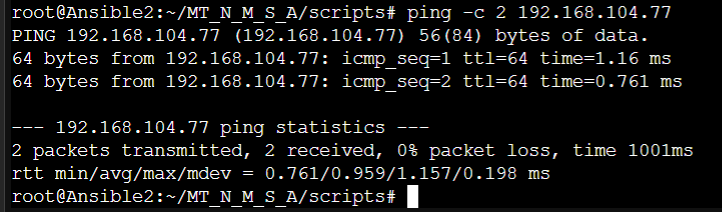 root@Ansible2:~/MT_N_M_S_A/scripts# ping -c 2 192.168.104.77
PING 192.168.104.77 (192.168.104.77) 56(84) bytes of data.
64 bytes from 192.168.104.77: icmp_seq=1 ttl=64 time=1.16 ms
64 bytes from 192.168.104.77: icmp_seq=2 ttl=64 time=0.761 ms

--- 192.168.104.77 ping statistics ---
2 packets transmitted, 2 received, 0% packet loss, time 1001ms
rtt min/avg/max/mdev = 0.761/0.959/1.157/0.198 ms
root@Ansible2:~/MT_N_M_S_A/scripts#